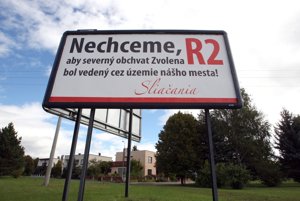 Nechceme, R2
aby severný obchvat Zvolena
bol vedený cez územie nášho mesta!
Sliačania